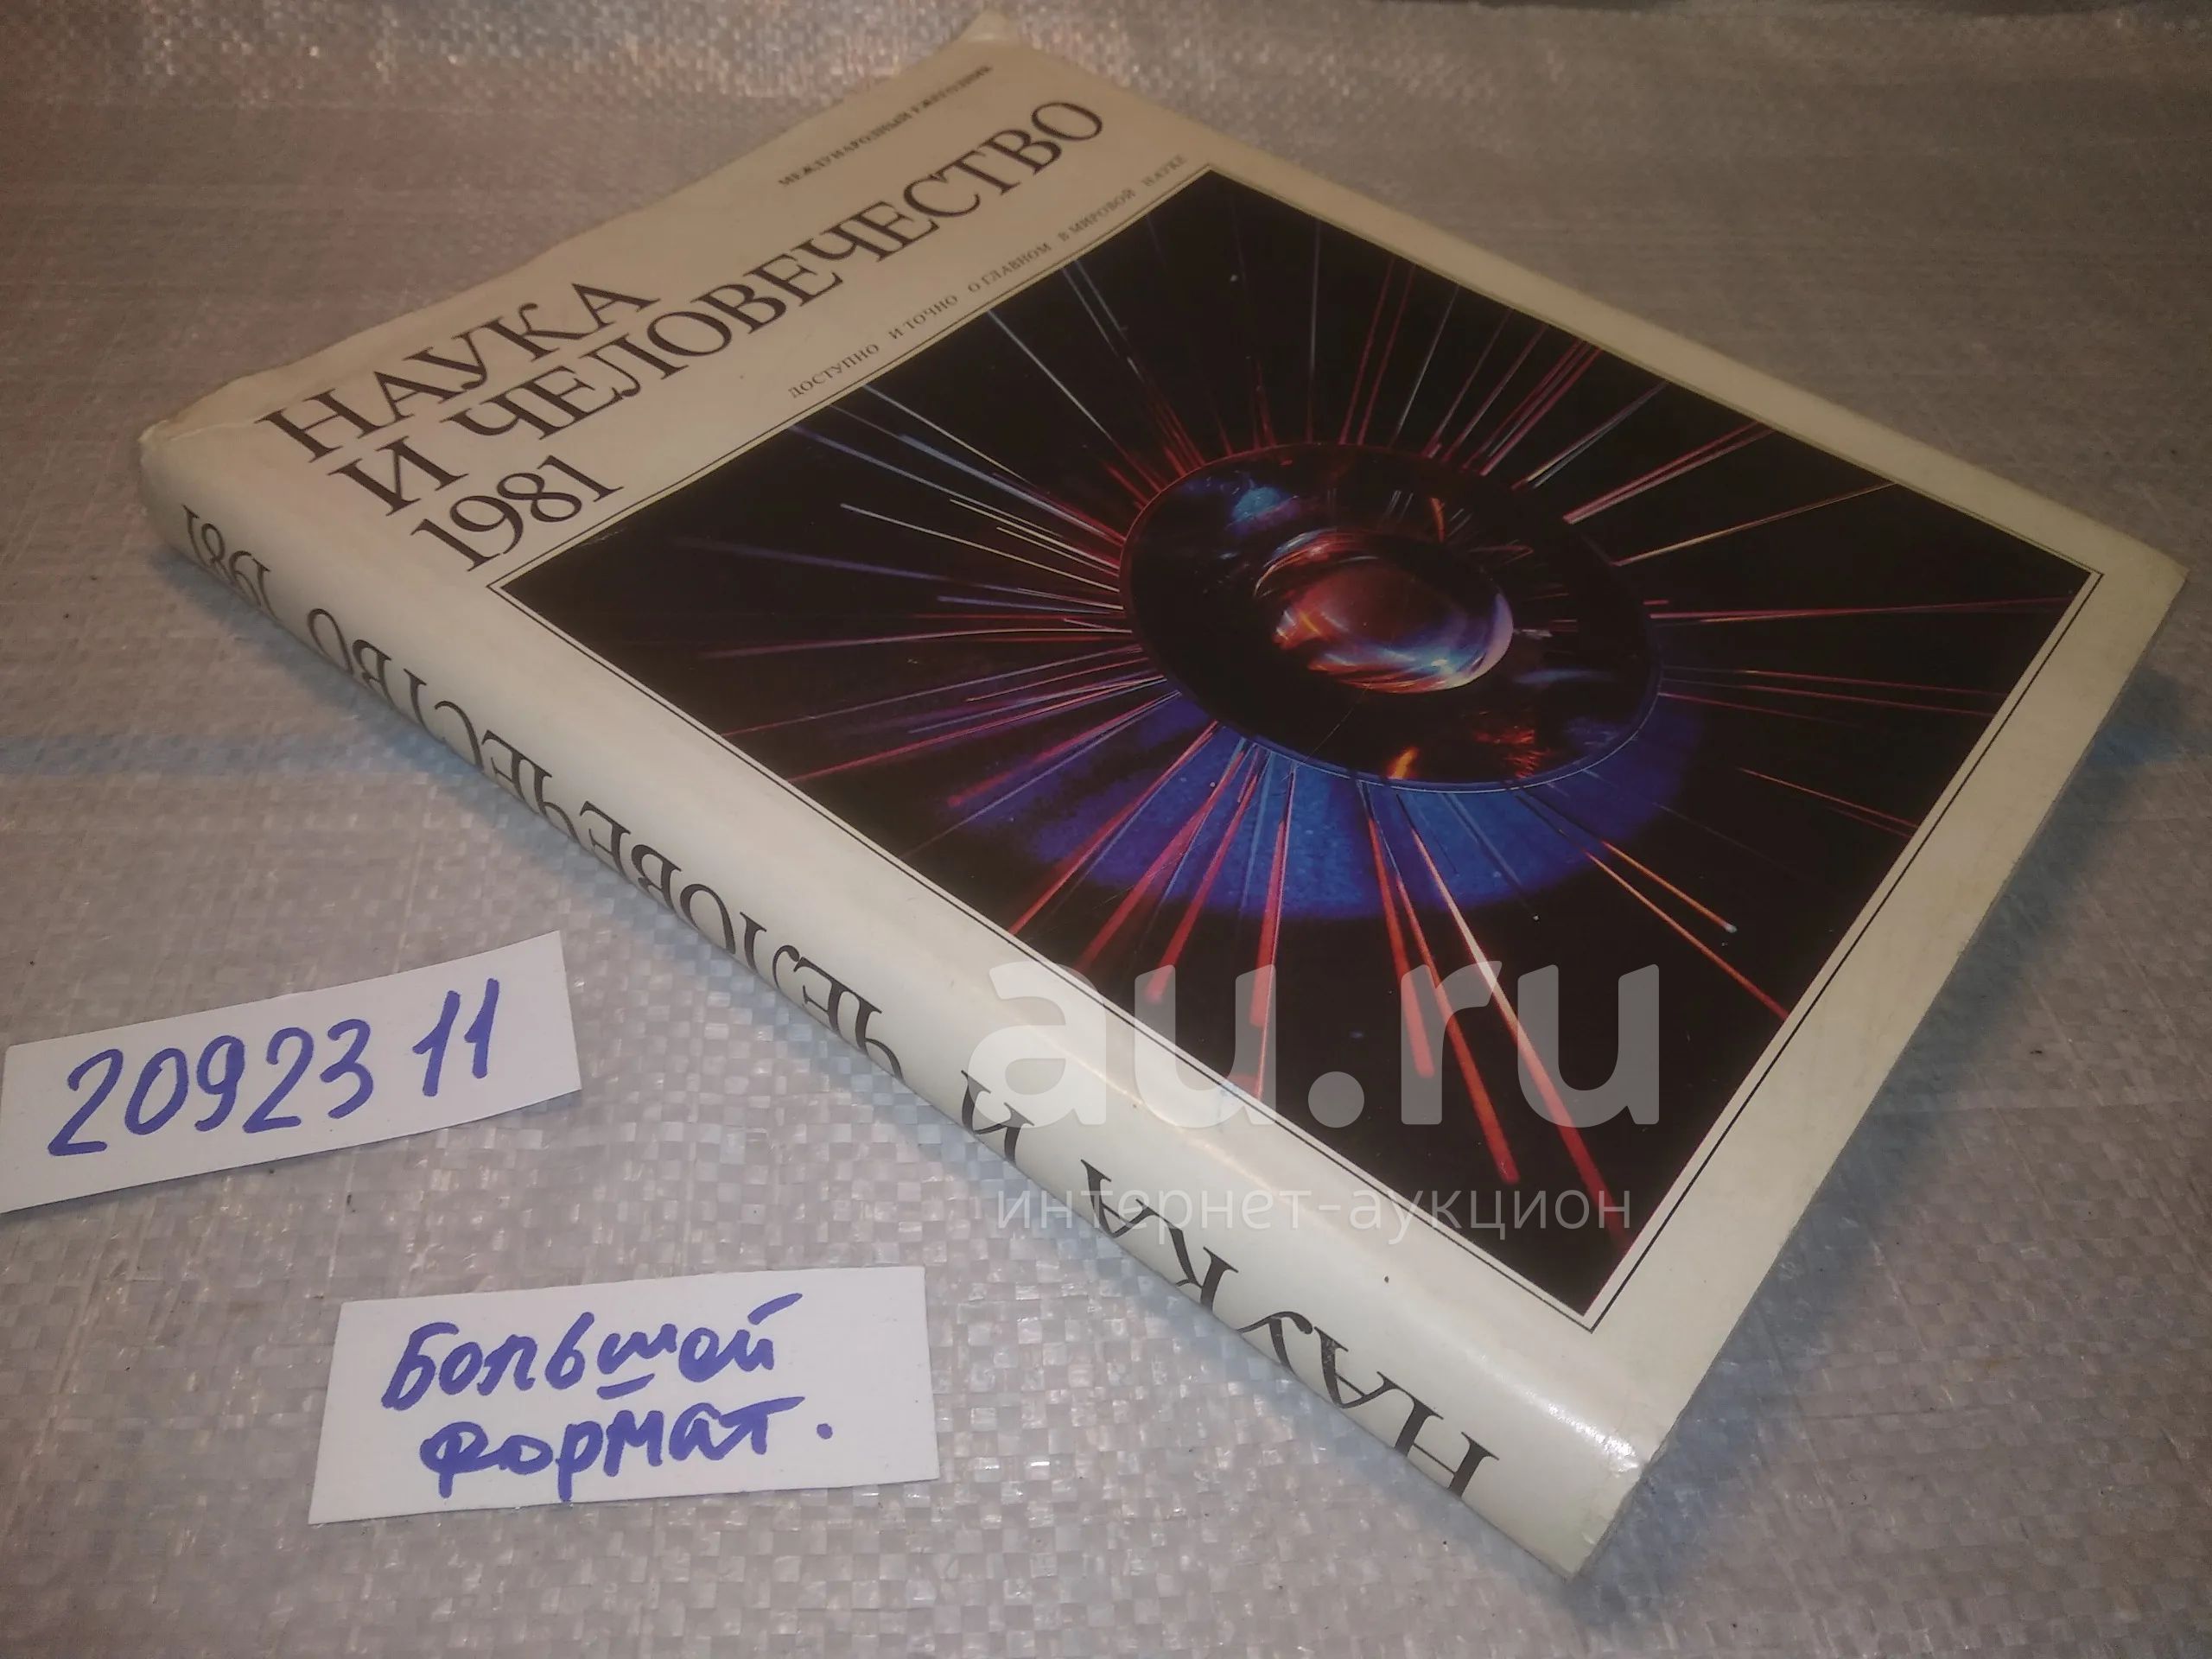 МЕЖДУНАРОДНЫЙ ЕЖЕГОДНИК
НАУКА
И ЧЕЛОВЕЧЕСТВО
1981
ДОСТУПНО И ТОЧНО О ГЛАВНОМ В МИРОВОЙ НАУКЕ
НАУКА И ЧЕЛОВЕЧЕСТВО 1981
20923 11
Большой
формат.
au.ru
интернет-аукцион